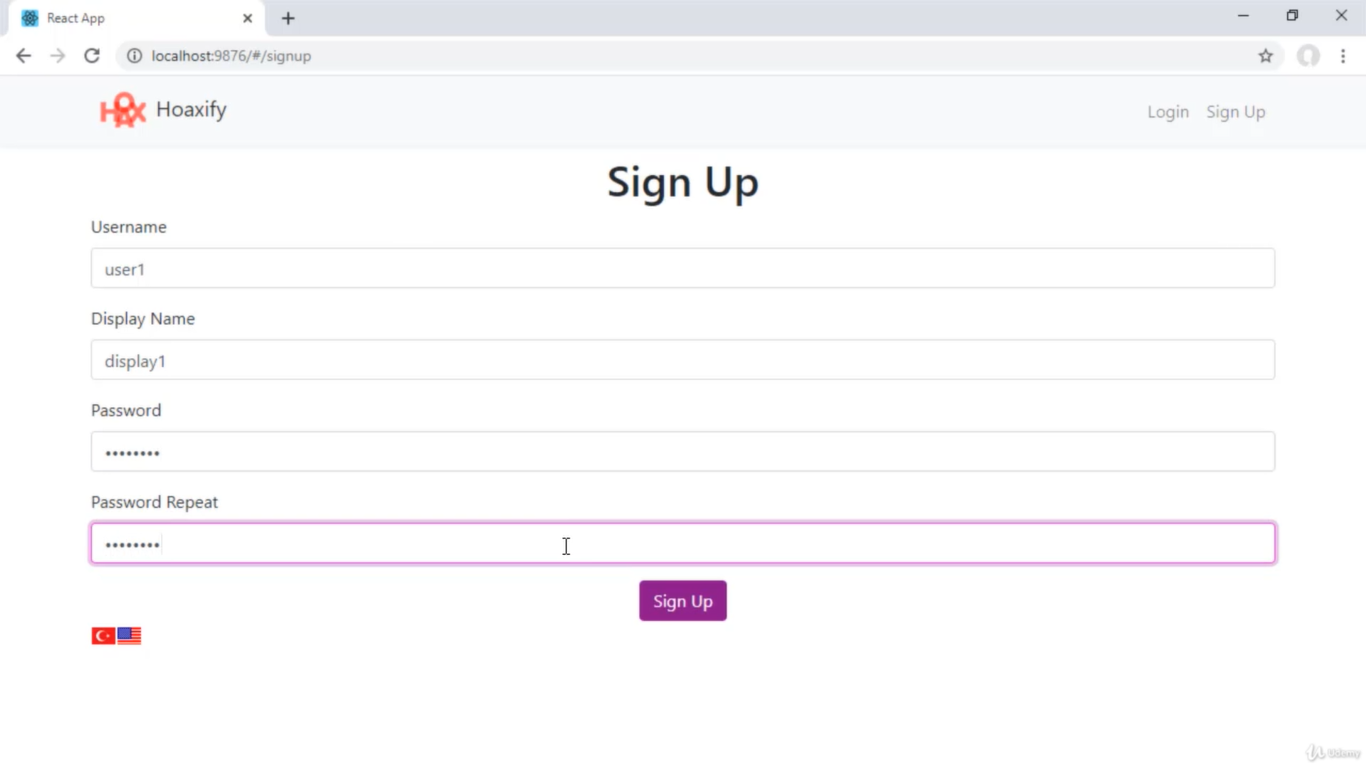 React App
localhost:9876/#/signup
HOAX Hoaxify
Login Sign Up
Sign Up
Username
user1
Display Name
display1
Password
••••••••
Password Repeat
••••••••
Sign Up
Udemy